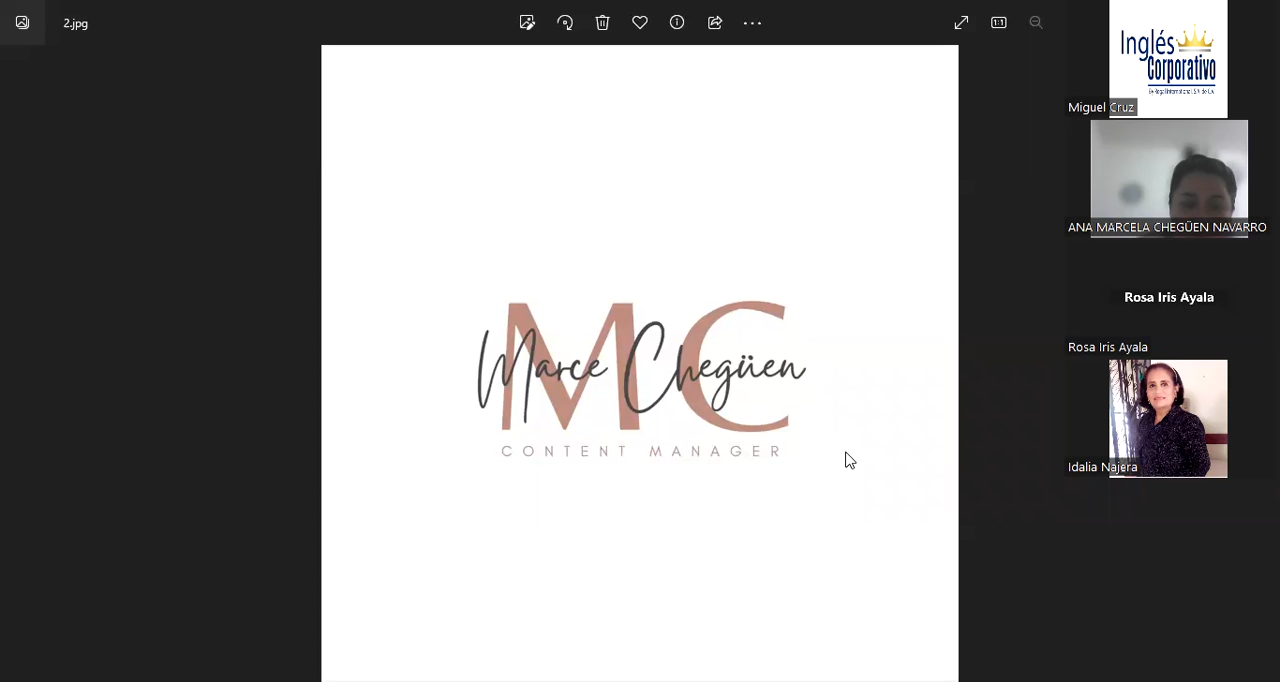 2.jpg
Inglés
Corporativo
Miguel Cruz
ANA MARCELA CHEGÜEN NAVARRO
Rosa Iris Ayala
Rosa Iris Ayala
Idalia Najera
MC
Marce Chegüen
CONTENT MANAGER